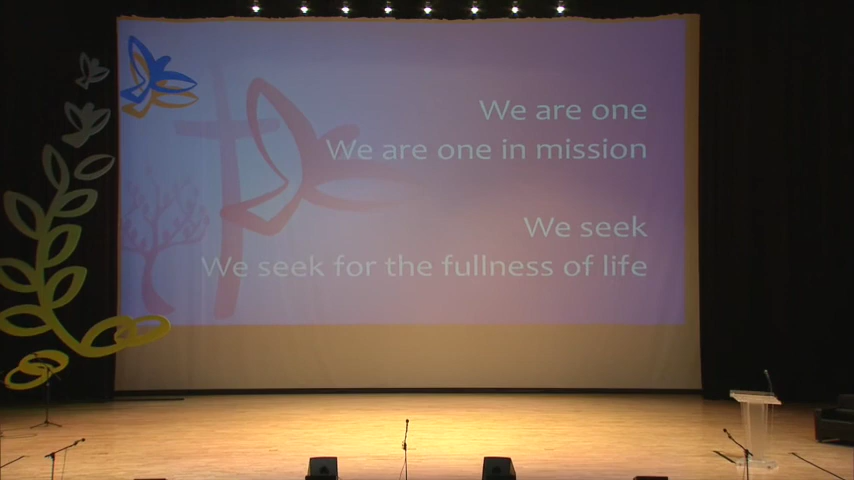 We are one
We are one in mission
We seek
We seek for the fullness of life